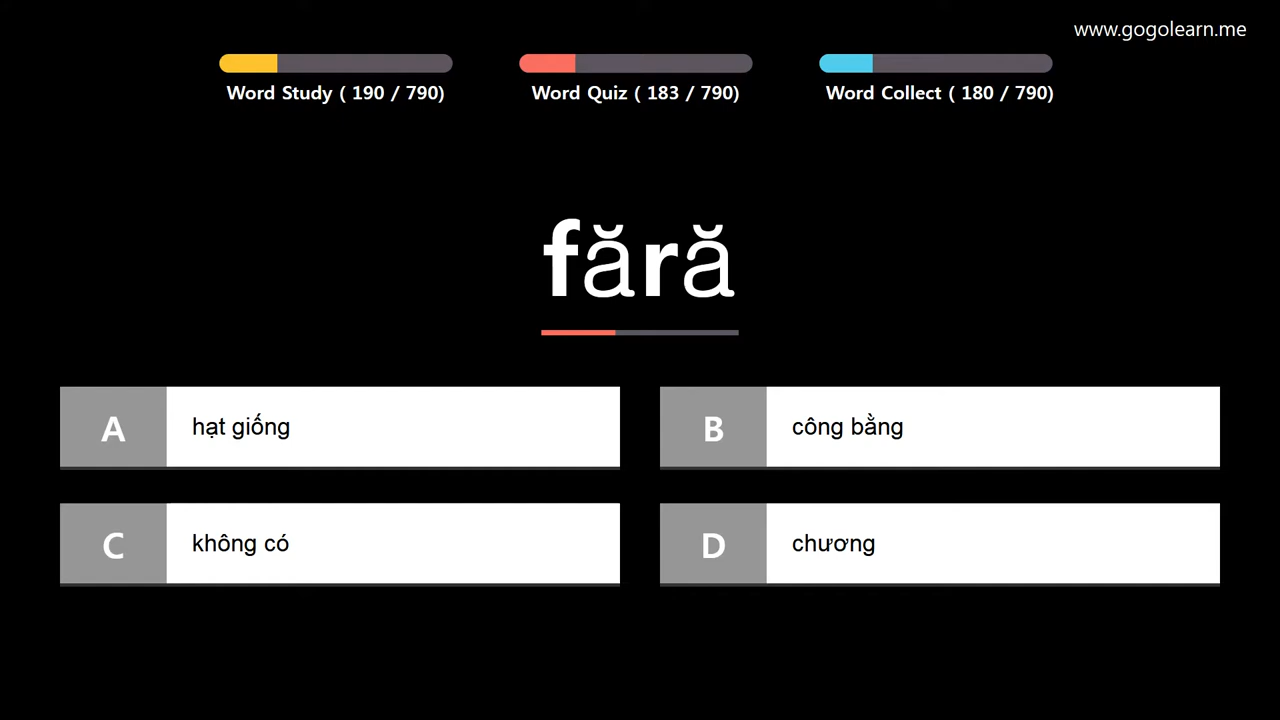 www.gogolearn.me
Word Study ( 190 / 790)
Word Quiz ( 183 / 790)
Word Collect ( 180 / 790)
fără
A hạt giống
B công bằng
C không có
D chương